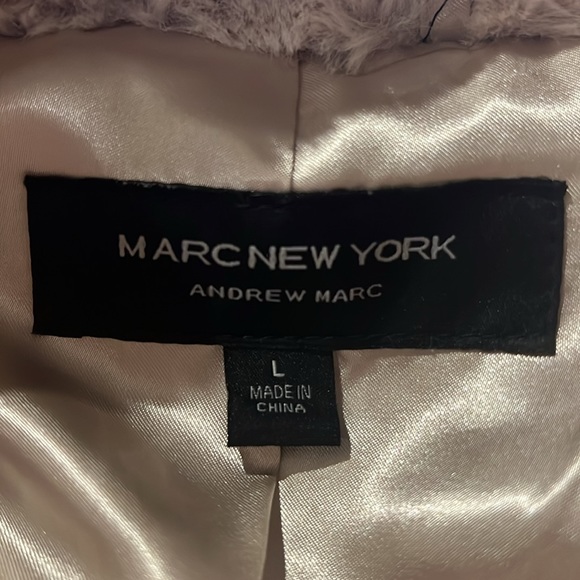 MARC NEW YORK
ANDREW MARC
L
MADE IN
CHINA